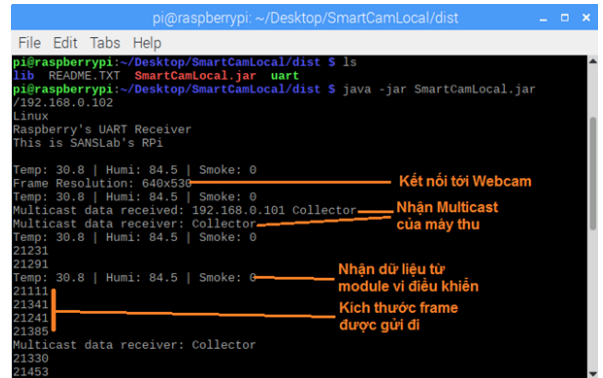 pi@raspberrypi: ~/Desktop/SmartCamLocal/dist
File Edit Tabs Help
pi@raspberrypi:~/Desktop/SmartCamLocal/dist $ ls
lib README.TXT SmartCamLocal.jar uart
pi@raspberrypi:~/Desktop/SmartCamLocal/dist $ java -jar SmartCamLocal.jar
/192.168.0.102
Linux
Raspberry's UART Receiver
This is SANSLab's RPi
Temp: 30.8 | Humi: 84.5 | Smoke: 0
Frame Resolution: 640x530
Kết nối tới Webcam
Temp: 30.8 | Humi: 84.5 | Smoke: 0
Multicast data received: 192.168.0.101 Collector
Nhận Multicast
Multicast data receiver: Collector
của máy thu
Temp: 30.8 | Humi: 84.5 | Smoke: 0
21231
21291
Temp: 30.8 | Humi: 84.5 | Smoke: 0
Nhận dữ liệu từ
module vi điều khiển
21111
21341
21241
21385
Kích thước frame
được gửi đi
Multicast data receiver: Collector
21330
21453